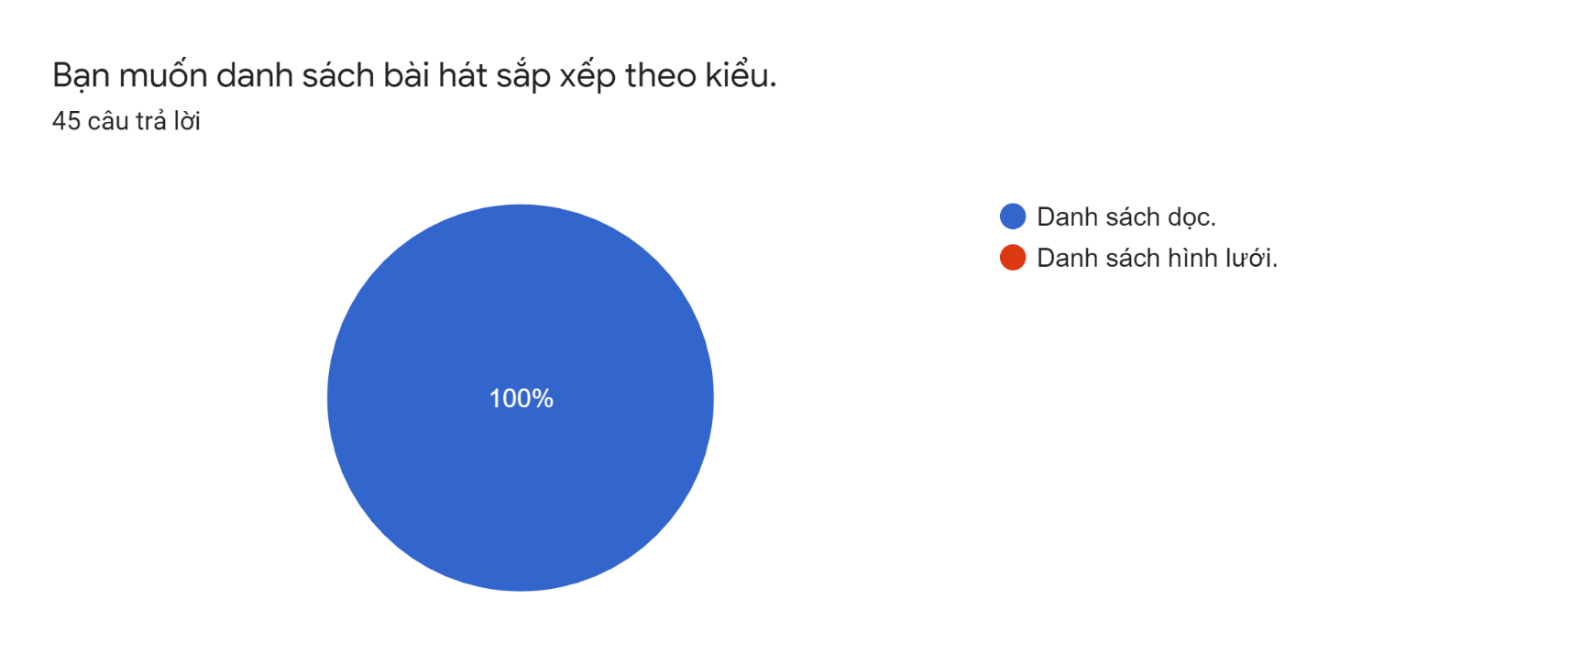 Bạn muốn danh sách bài hát sắp xếp theo kiểu.
45 câu trả lời
Danh sách dọc.
Danh sách hình lưới.
100%